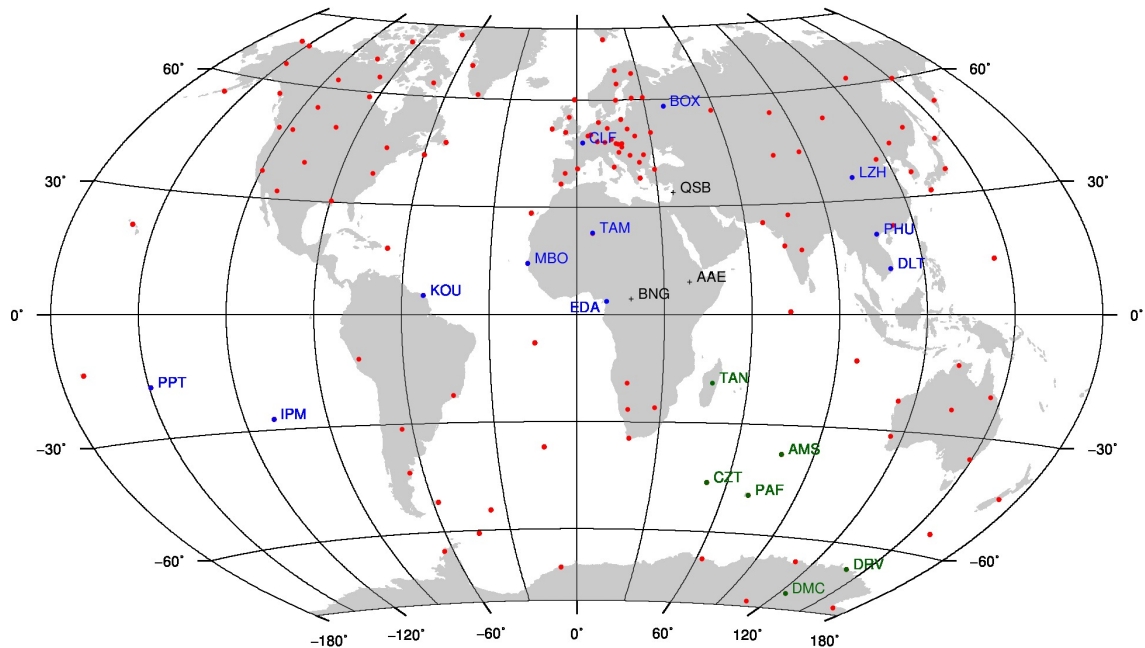 60° 60°
BOX
CLF
30° LZH 30°
QSB
TAM PHU
MBO DLT
AAE
KOU BNG
EDA
0° 0°
PPT TAN
IPM
−30° AMS −30°
CZT PAF
−60° DRV −60°
DMC
−180° −120° −60° 0° 60° 120° 180°